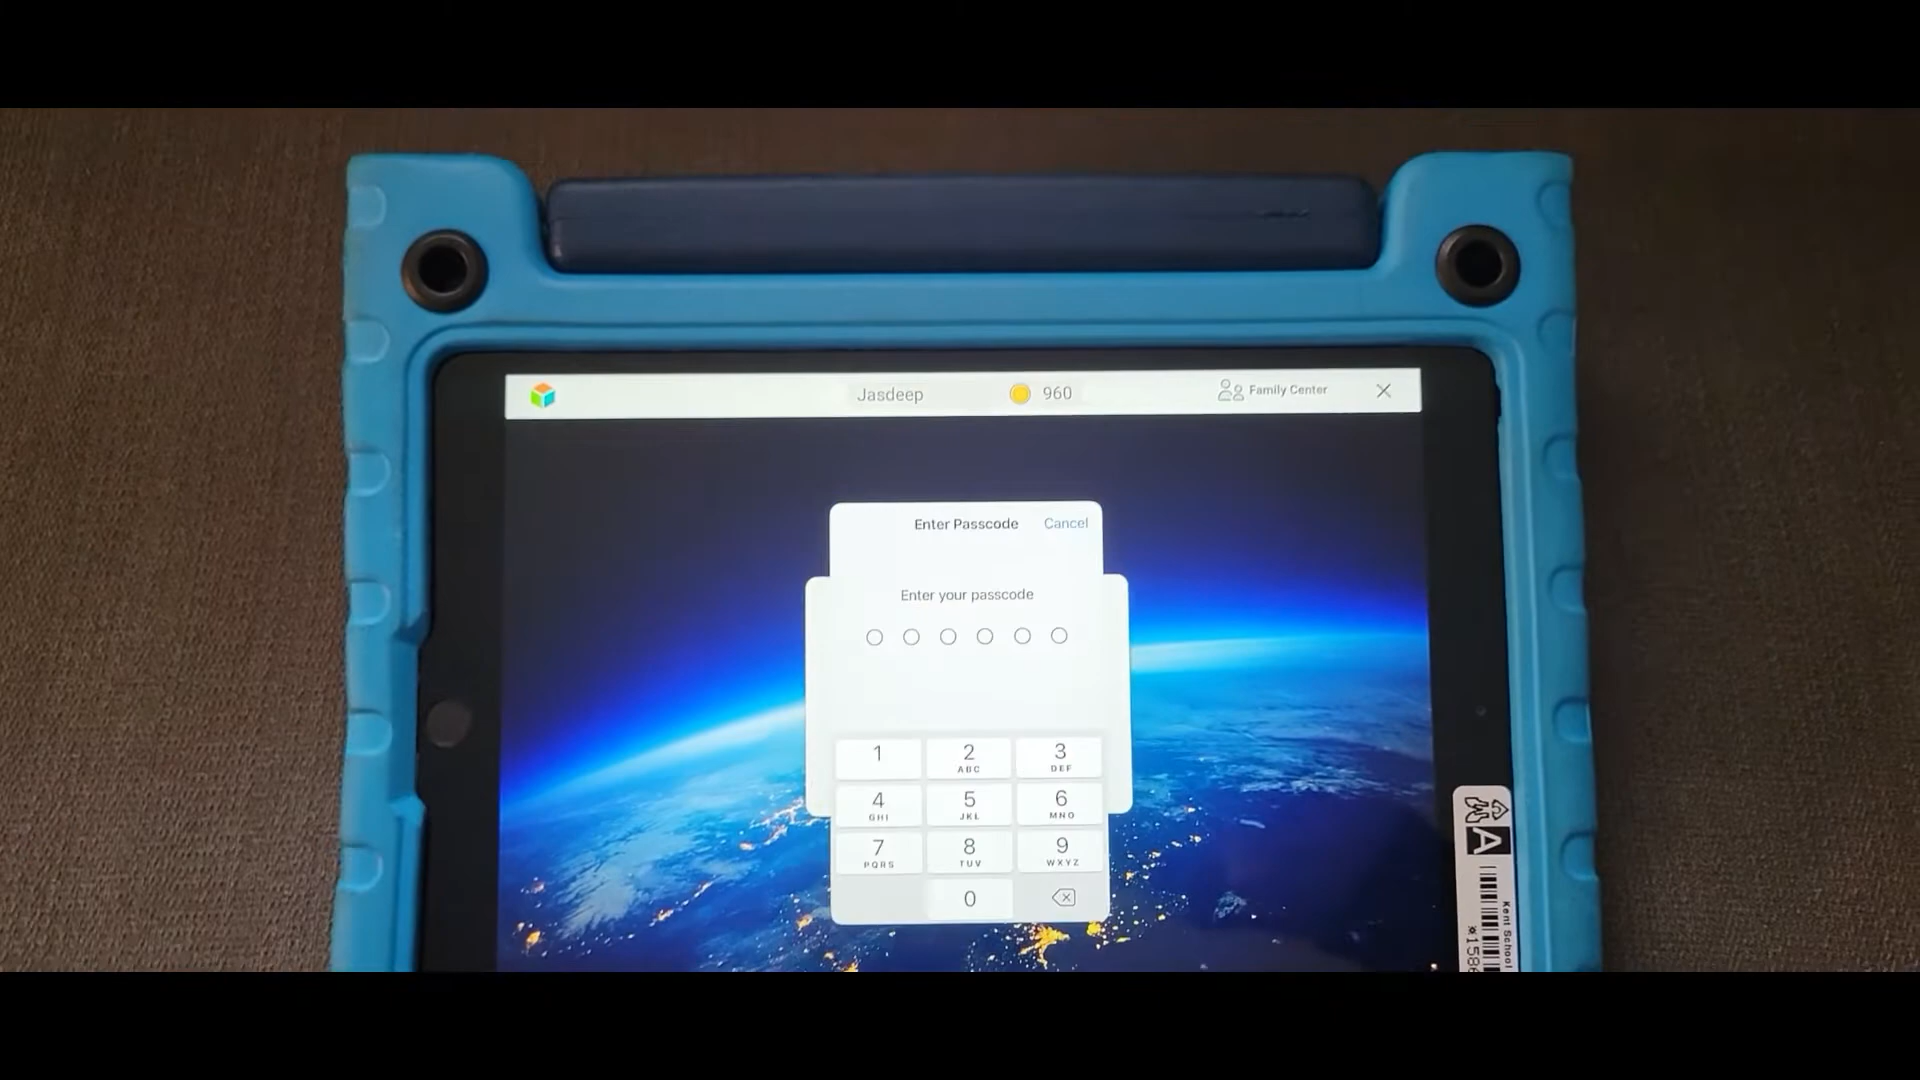 Jasdeep
960
Family Center
Enter Passcode
Cancel
Enter your passcode
1
2
ABC
3
DEF
4
GHI
5
JKL
6
MNO
7
PQRS
8
TUV
9
WXYZ
0
A
Kent School
*1586